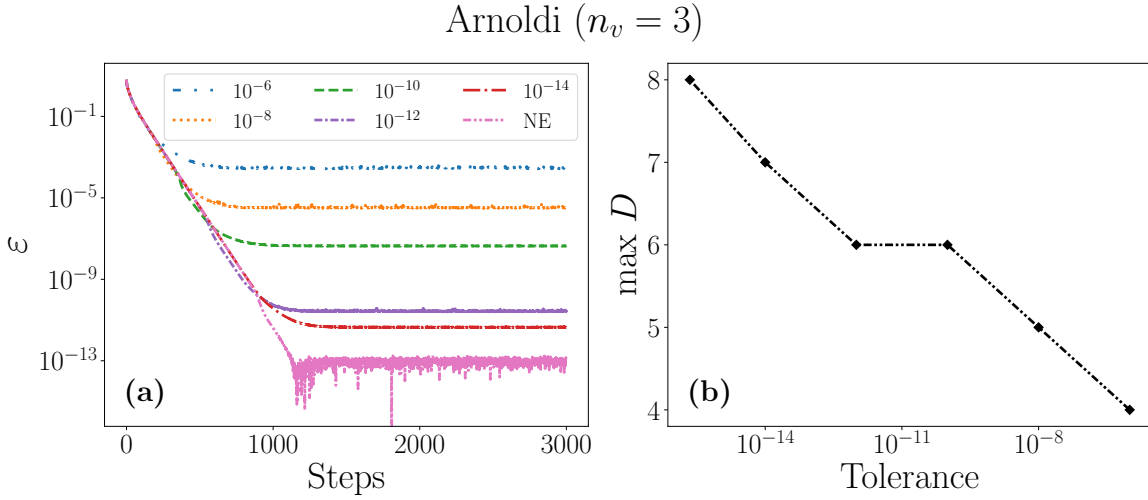 Arnoldi ($n_v = 3$)
10⁻⁶ 10⁻¹⁰ 10⁻¹⁴
10⁻⁸ 10⁻¹² NE
10⁻¹
10⁻⁵
10⁻⁹
10⁻¹³
ε
(a)
0 1000 2000 3000
Steps
8
7
6
5
4
max D
(b)
10⁻¹⁴ 10⁻¹¹ 10⁻⁸
Tolerance